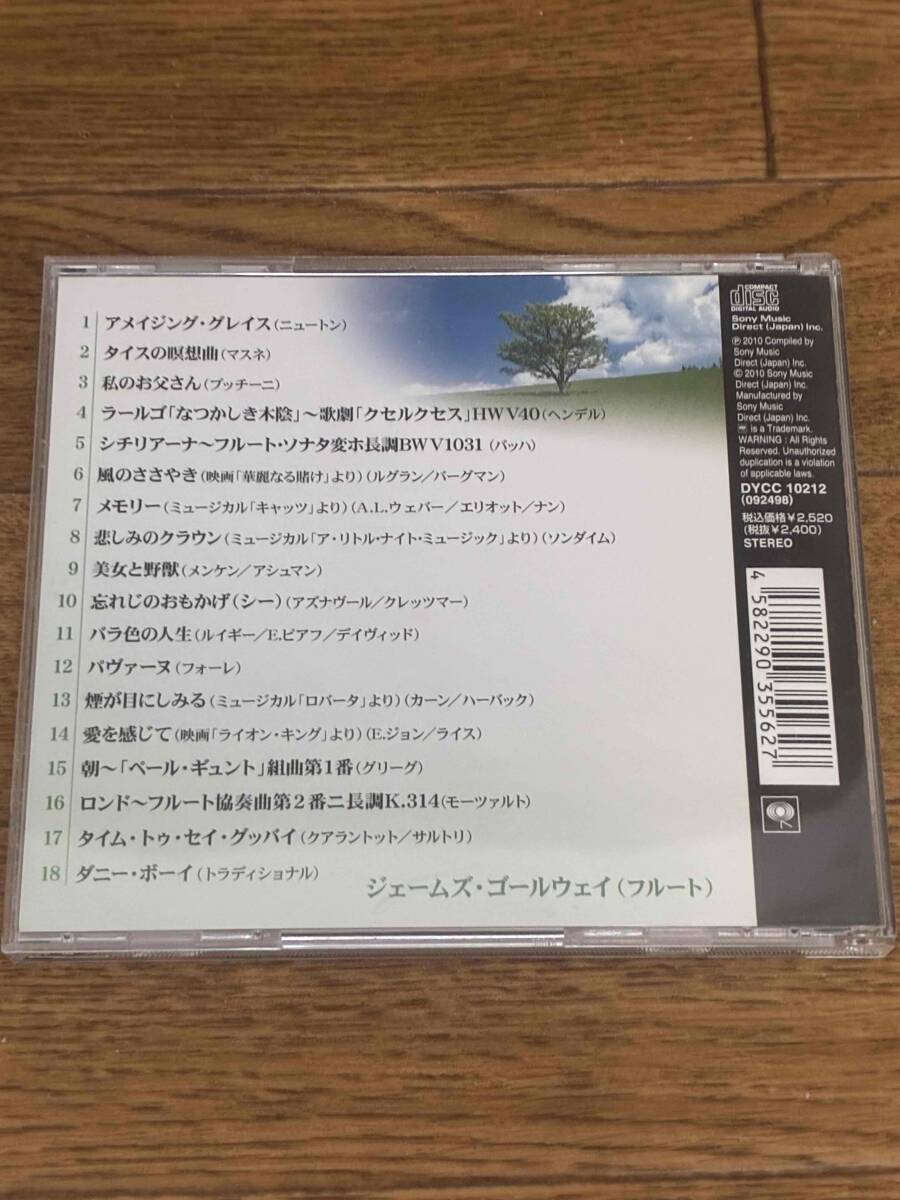 1 アメイジング・グレイス(ニュートン)
2 タイスの瞑想曲(マスネ)
3 私のお父さん(プッチーニ)
4 ラールゴ「なつかしき木陰」〜歌劇「クセルクセス」HWV40(ヘンデル)
5 シチリアーナ〜フルート・ソナタ変ホ長調BWV1031(バッハ)
6 風のささやき(映画「華麗なる賭け」より)(ルグラン/バーグマン)
7 メモリー(ミュージカル「キャッツ」より)(A.L.ウェバー/エリオット/ナン)
8 悲しみのクラウン(ミュージカル「ア・リトル・ナイト・ミュージック」より)(ソンダイム)
9 美女と野獣(メンケン/アシュマン)
10 忘れじのおもかげ(シー)(アズナヴール/クレッツマー)
11 バラ色の人生(ルイギー/E.ピアフ/デイヴィッド)
12 パヴァーヌ(フォーレ)
13 煙が目にしみる(ミュージカル「ロバータ」より)(カーン/ハーバック)
14 愛を感じて(映画「ライオン・キング」より)(E.ジョン/ライス)
15 朝〜「ペール・ギュント」組曲第1番(グリーグ)
16 ロンド〜フルート協奏曲第2番ニ長調K.314(モーツァルト)
17 タイム・トゥ・セイ・グッバイ(クアラントット/サルトリ)
18 ダニー・ボーイ(トラディショナル)
ジェームズ・ゴールウェイ(フルート)
COMPACT
disc
DIGITAL AUDIO
Sony Music
Direct (Japan) Inc.
℗ 2010 Compiled by
Sony Music
Direct (Japan) Inc.
© 2010 Sony Music
Direct (Japan) Inc.
Manufactured by
Sony Music
Direct (Japan) Inc.
is a Trademark.
WARNING : All Rights
Reserved. Unauthorized
duplication is a violation
of applicable laws.
DYCC 10212
(092498)
税込価格¥2,520
(税抜¥2,400)
STEREO
4 582290 355627